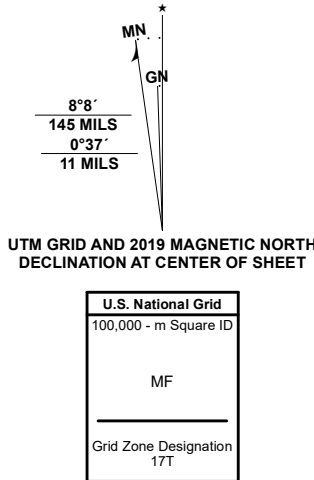 ★
MN
GN
8°8´
145 MILS
0°37´
11 MILS
UTM GRID AND 2019 MAGNETIC NORTH
DECLINATION AT CENTER OF SHEET
U.S. National Grid
100,000 - m Square ID
MF
Grid Zone Designation
17T